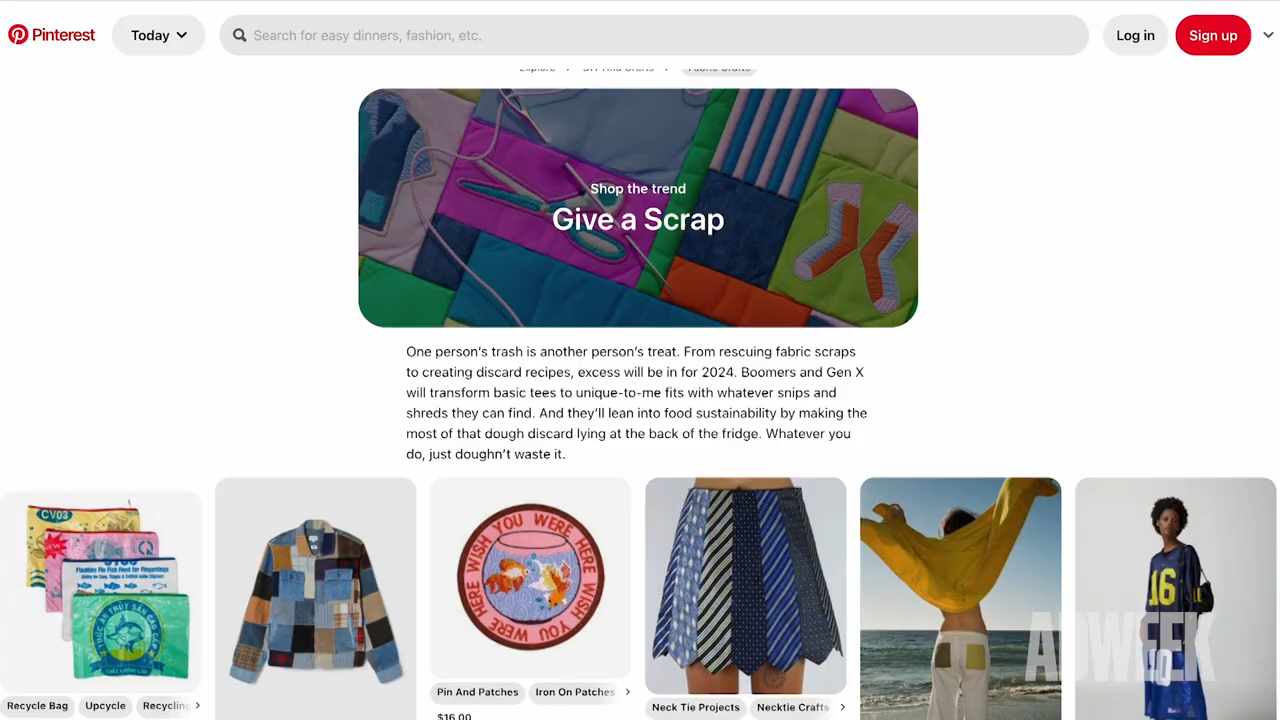 Pinterest
Today
Search for easy dinners, fashion, etc.
Log in
Sign up
Explore
DIY And Crafts
Fabric Crafts
Shop the trend
Give a Scrap
One person's trash is another person's treat. From rescuing fabric scraps
to creating discard recipes, excess will be in for 2024. Boomers and Gen X
will transform basic tees to unique-to-me fits with whatever snips and
shreds they can find. And they'll lean into food sustainability by making the
most of that dough discard lying at the back of the fridge. Whatever you
do, just doughn't waste it.
CV03
YOU WERE HERE WISH YOU WERE HERE WISH
16
ADWEEK
Recycle Bag
Upcycle
Recycling
Pin And Patches
Iron On Patches
$16.00
Neck Tie Projects
Necktie Crafts